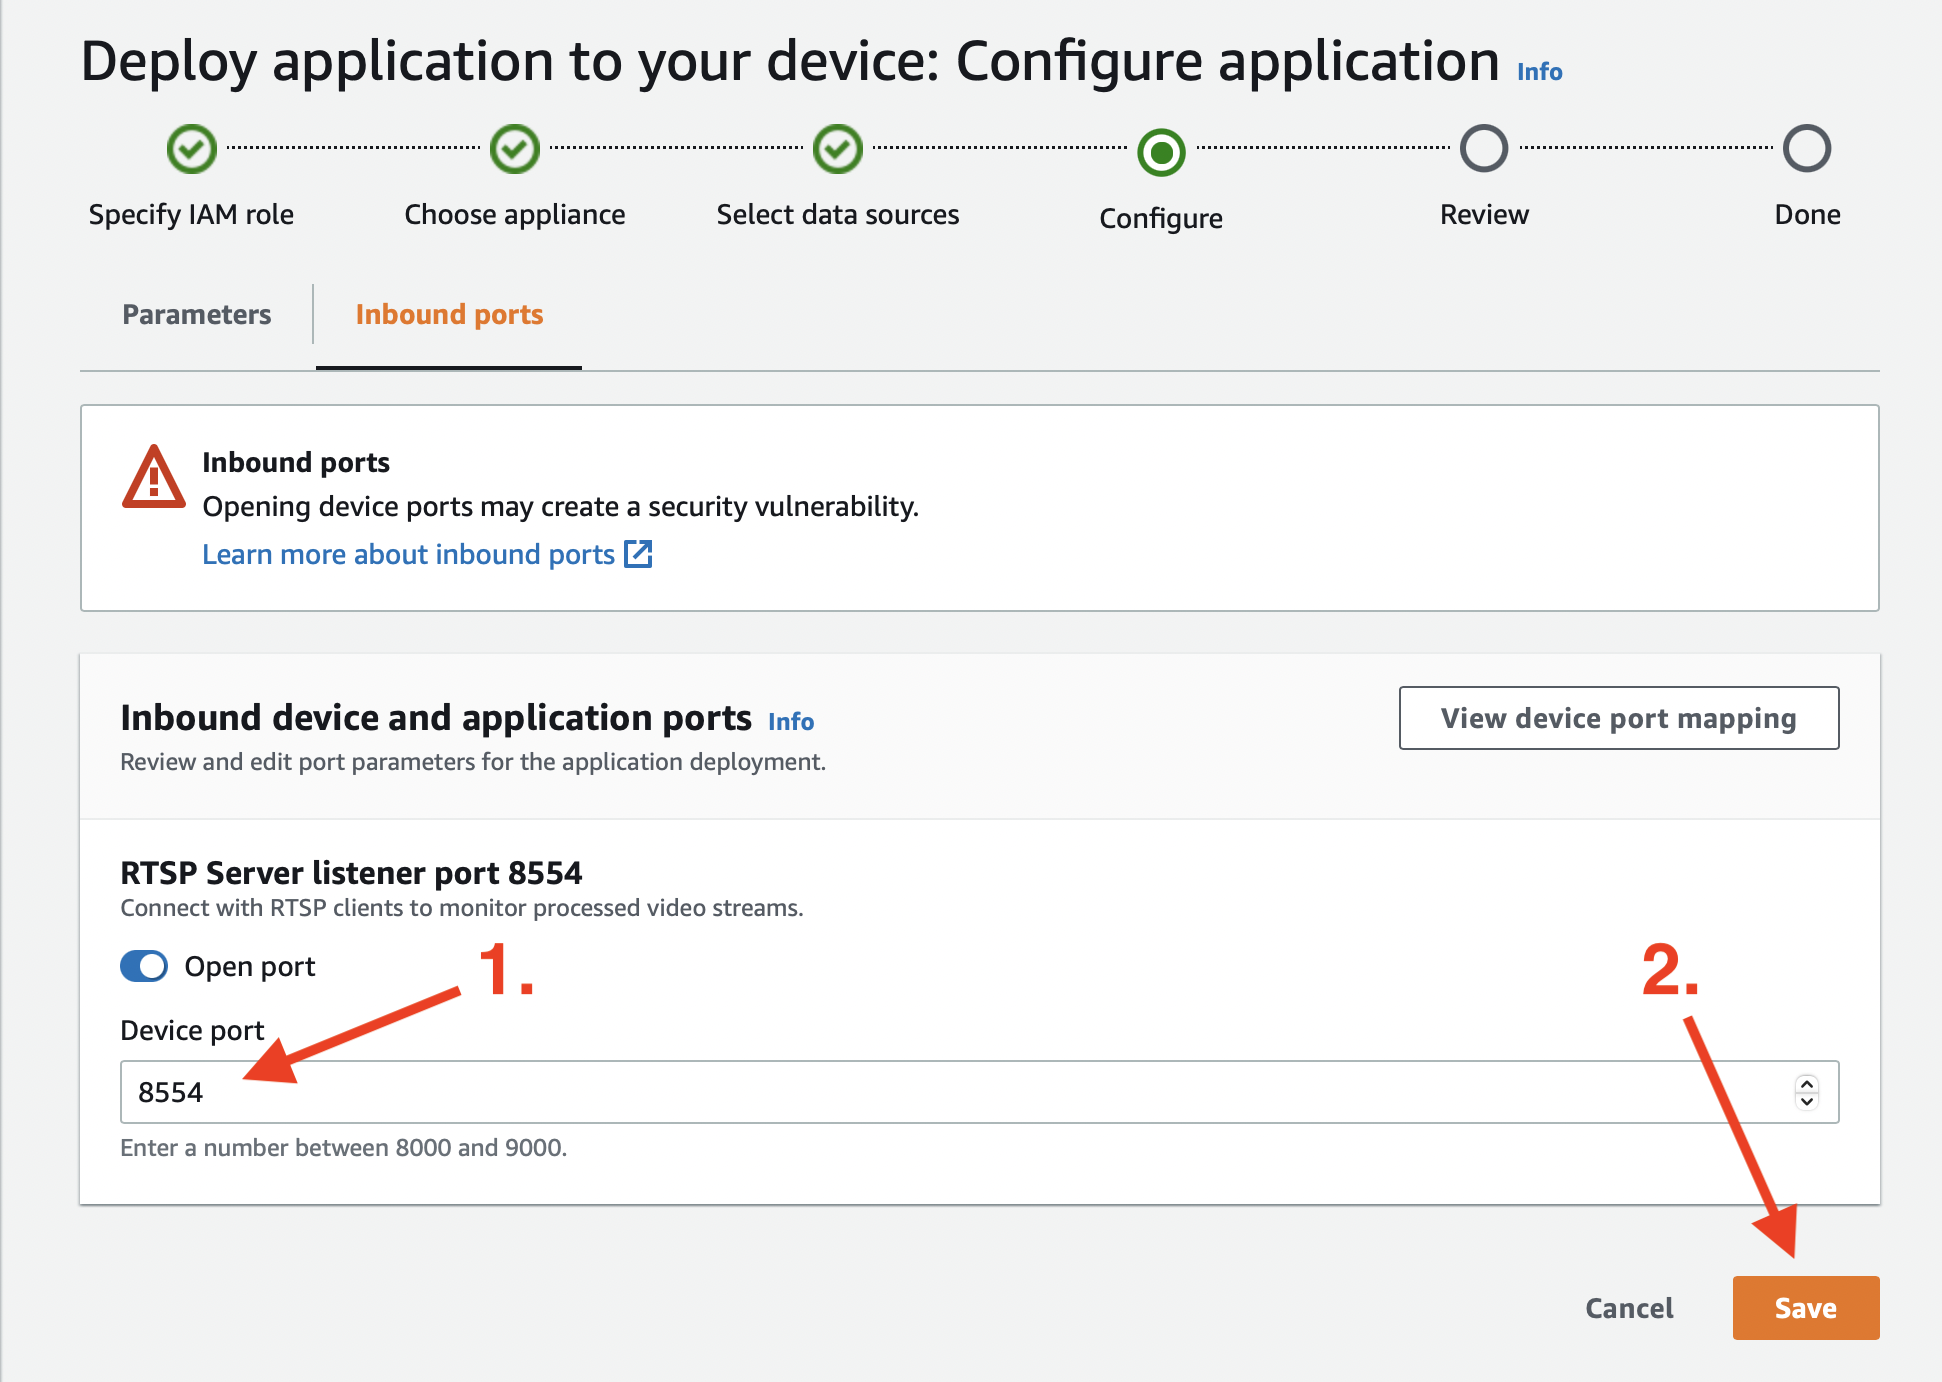 Deploy application to your device: Configure application Info
Specify IAM role
Choose appliance
Select data sources
Configure
Review
Done
Parameters
Inbound ports
Inbound ports
Opening device ports may create a security vulnerability.
Learn more about inbound ports
Inbound device and application ports Info
View device port mapping
Review and edit port parameters for the application deployment.
RTSP Server listener port 8554
Connect with RTSP clients to monitor processed video streams.
Open port
1.
2.
Device port
8554
Enter a number between 8000 and 9000.
Cancel
Save